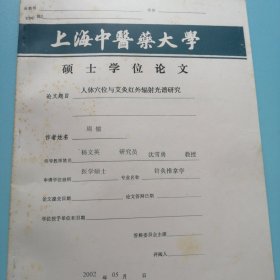 上海中醫藥大學
硕士学位论文
论文题目 人体穴位与艾灸红外辐射光谱研究
作者姓名 周愉
指导教师姓名 杨文英 研究员 沈雪勇 教授
申请学位级别 医学硕士 专业名称 针灸推拿学
论文提交日期 论文答辩日期
学位授予单位和日期
答辩委员会主席
评阅人
2002 年 05 月 日